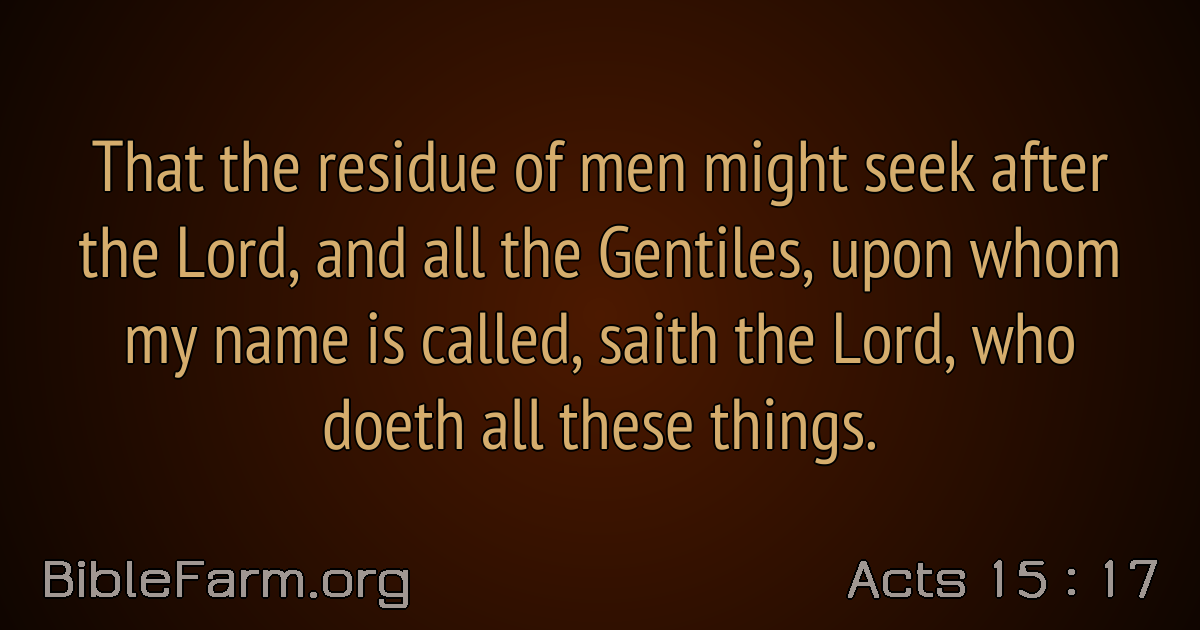 That the residue of men might seek after
the Lord, and all the Gentiles, upon whom
my name is called, saith the Lord, who
doeth all these things.
BibleFarm.org
Acts 15 : 17